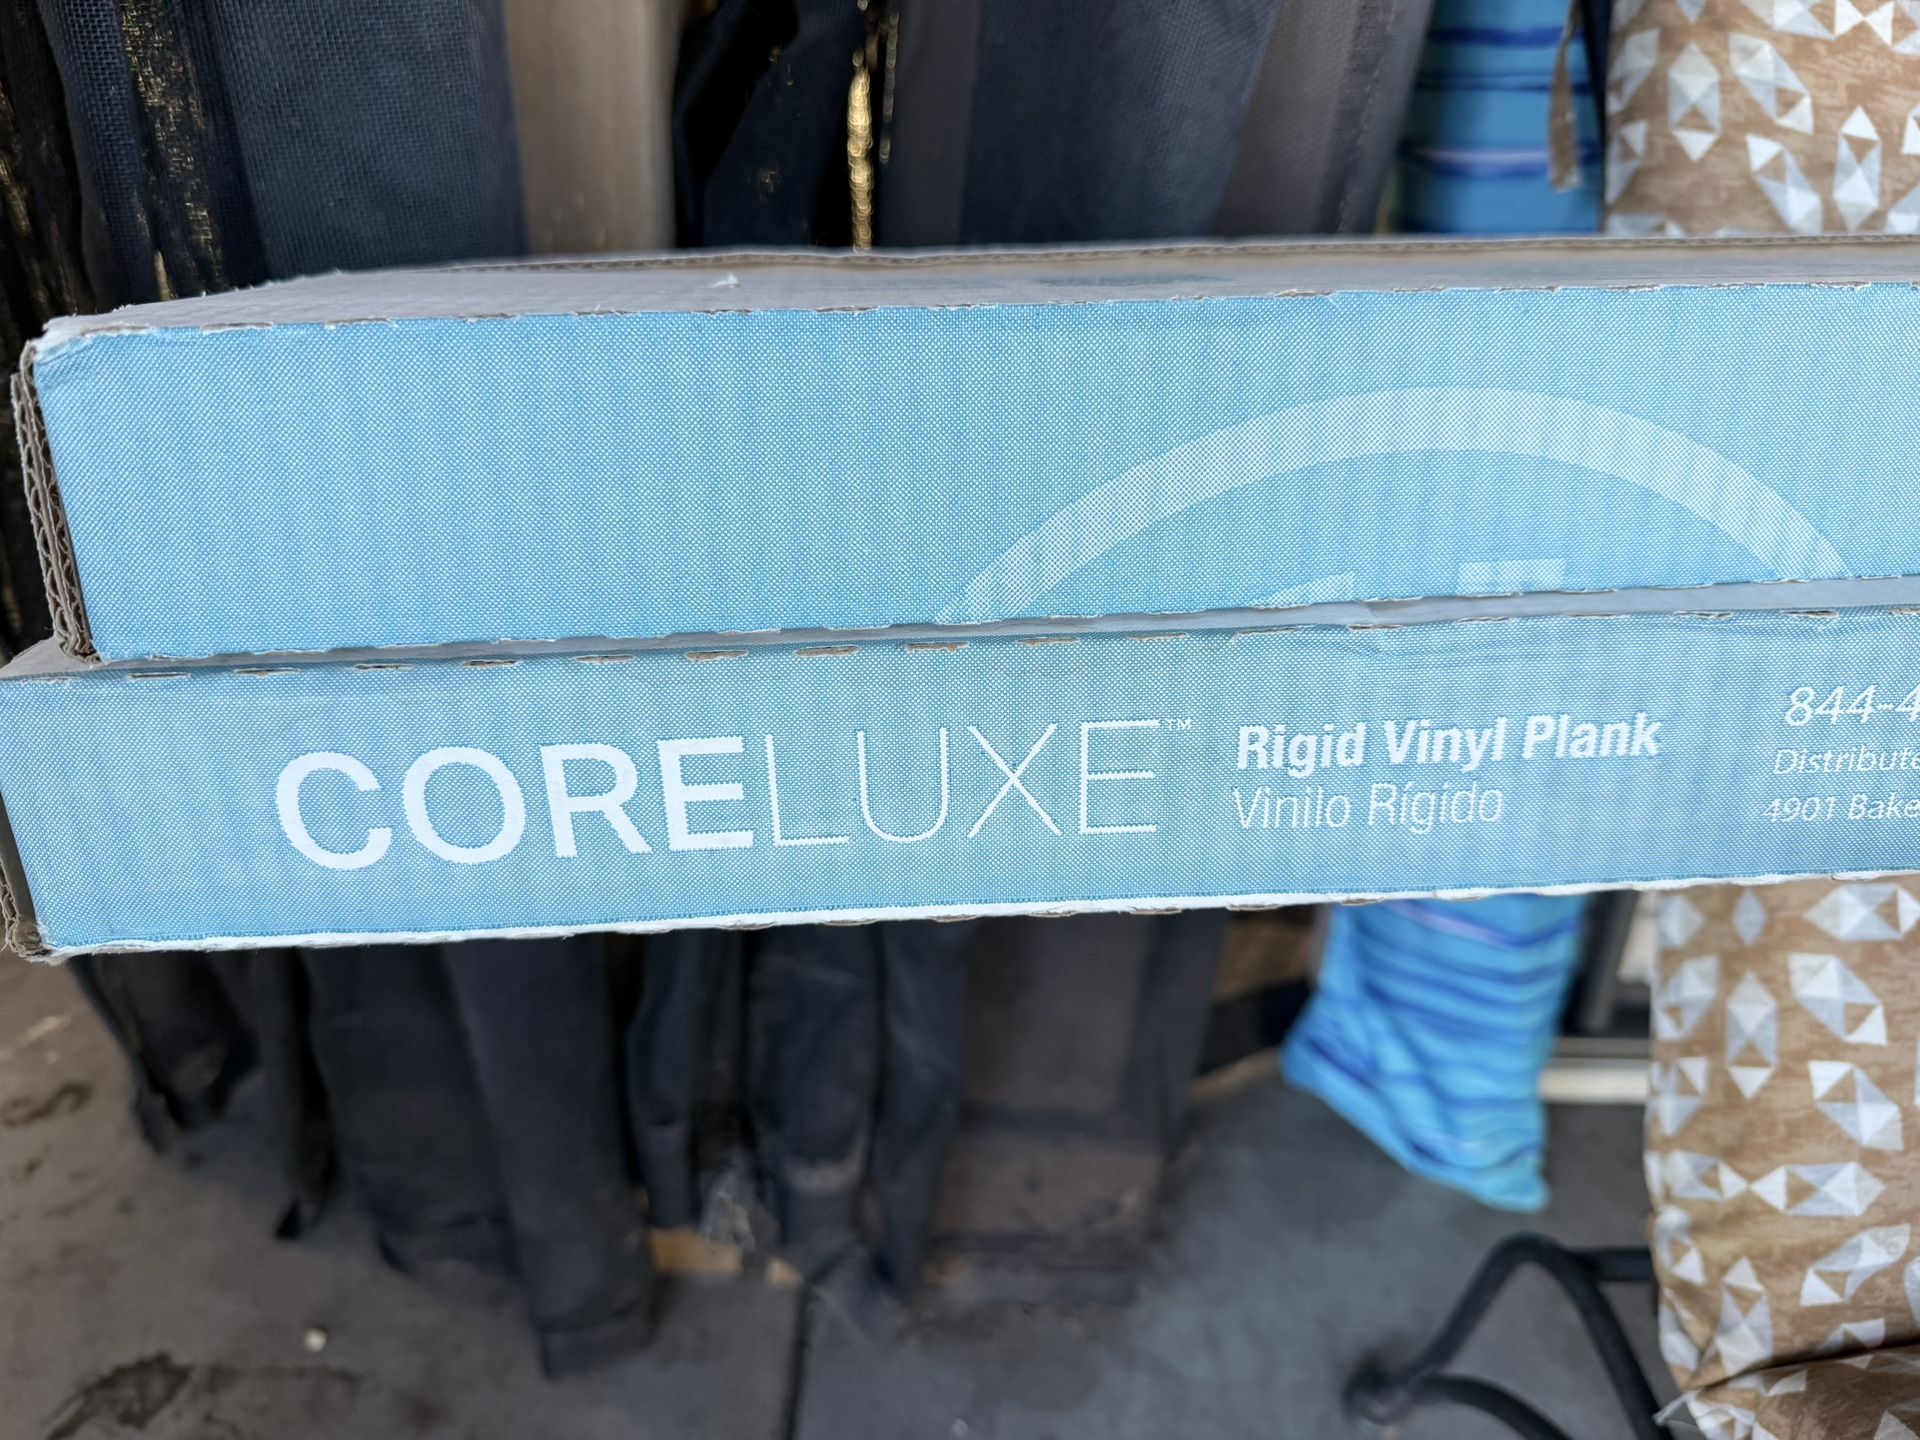 CORELUXE™
Rigid Vinyl Plank
Vinilo Rígido
844-4
Distribute
4901 Bake